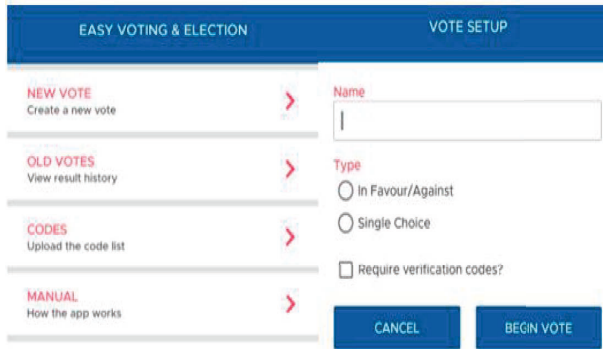 EASY VOTING & ELECTION
NEW VOTE
Create a new vote
OLD VOTES
View result history
CODES
Upload the code list
MANUAL
How the app works
VOTE SETUP
Name
Type
In Favour/Against
Single Choice
Require verification codes?
CANCEL
BEGIN VOTE